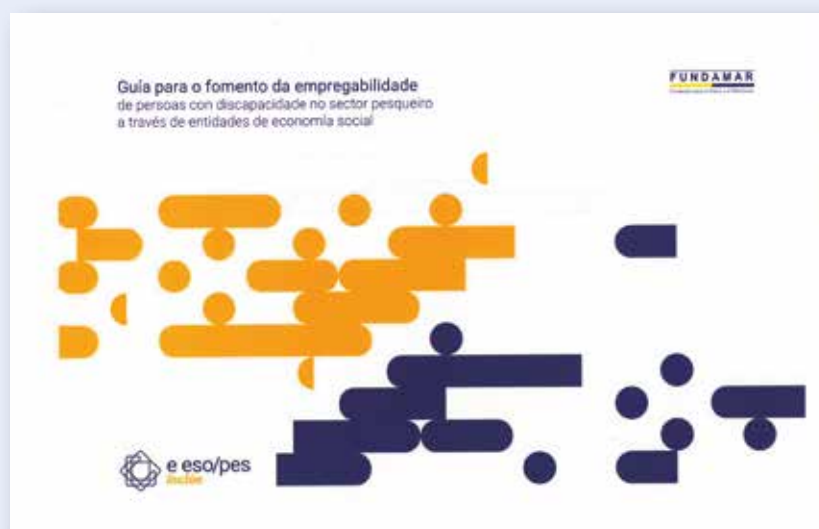 Guía para o fomento da empregabilidade
de persoas con discapacidade no sector pesqueiro
a través de entidades de economía social
FUNDAMAR
e eso/pes